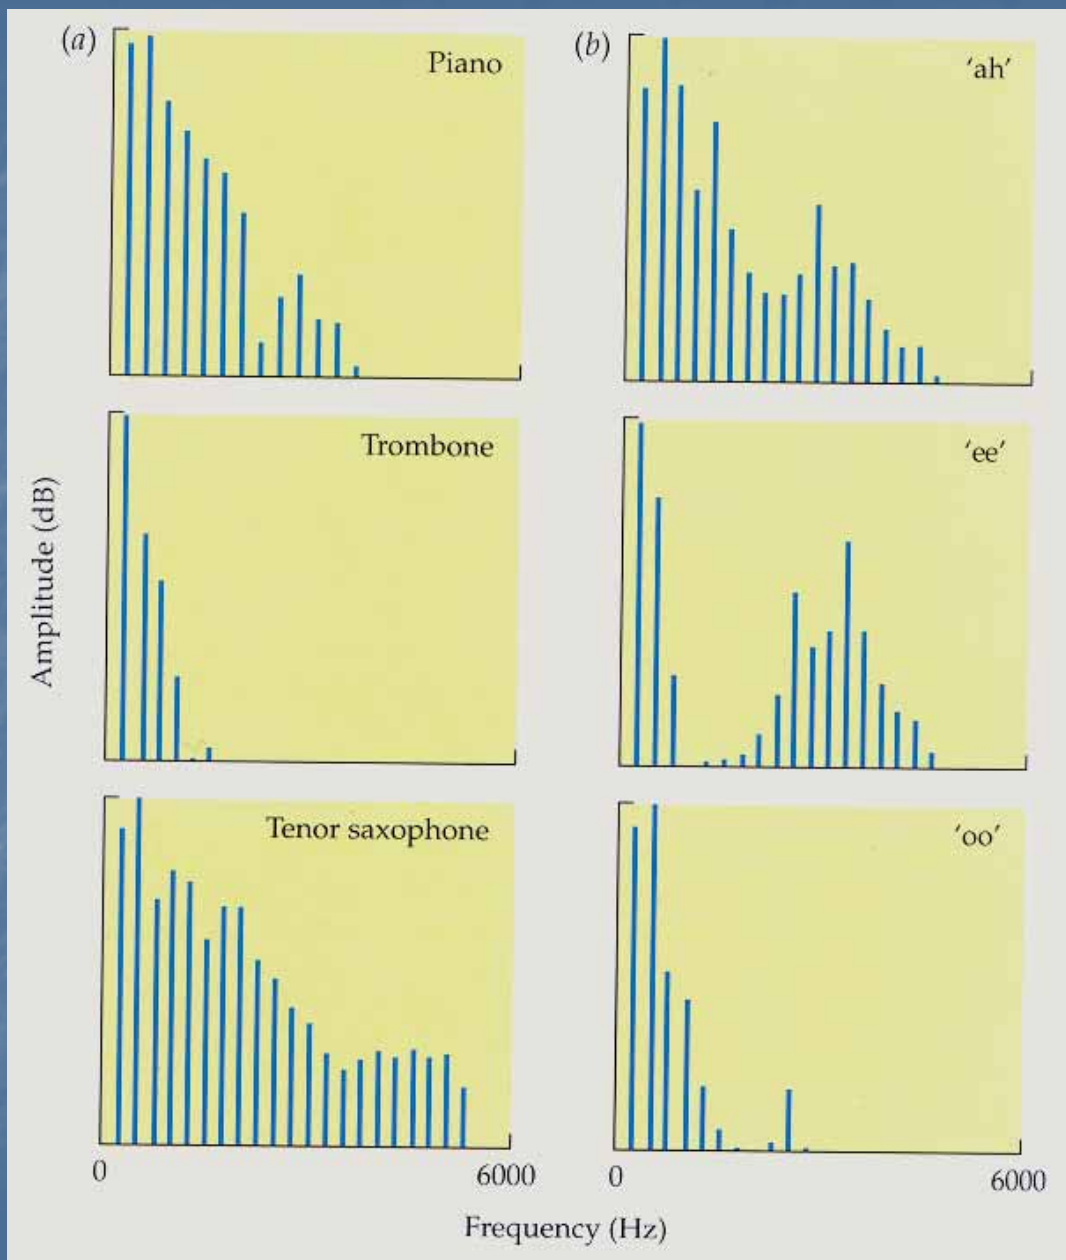 (a)
Piano
(b)
'ah'
Trombone
'ee'
Tenor saxophone
'oo'
Amplitude (dB)
0
6000
0
6000
Frequency (Hz)